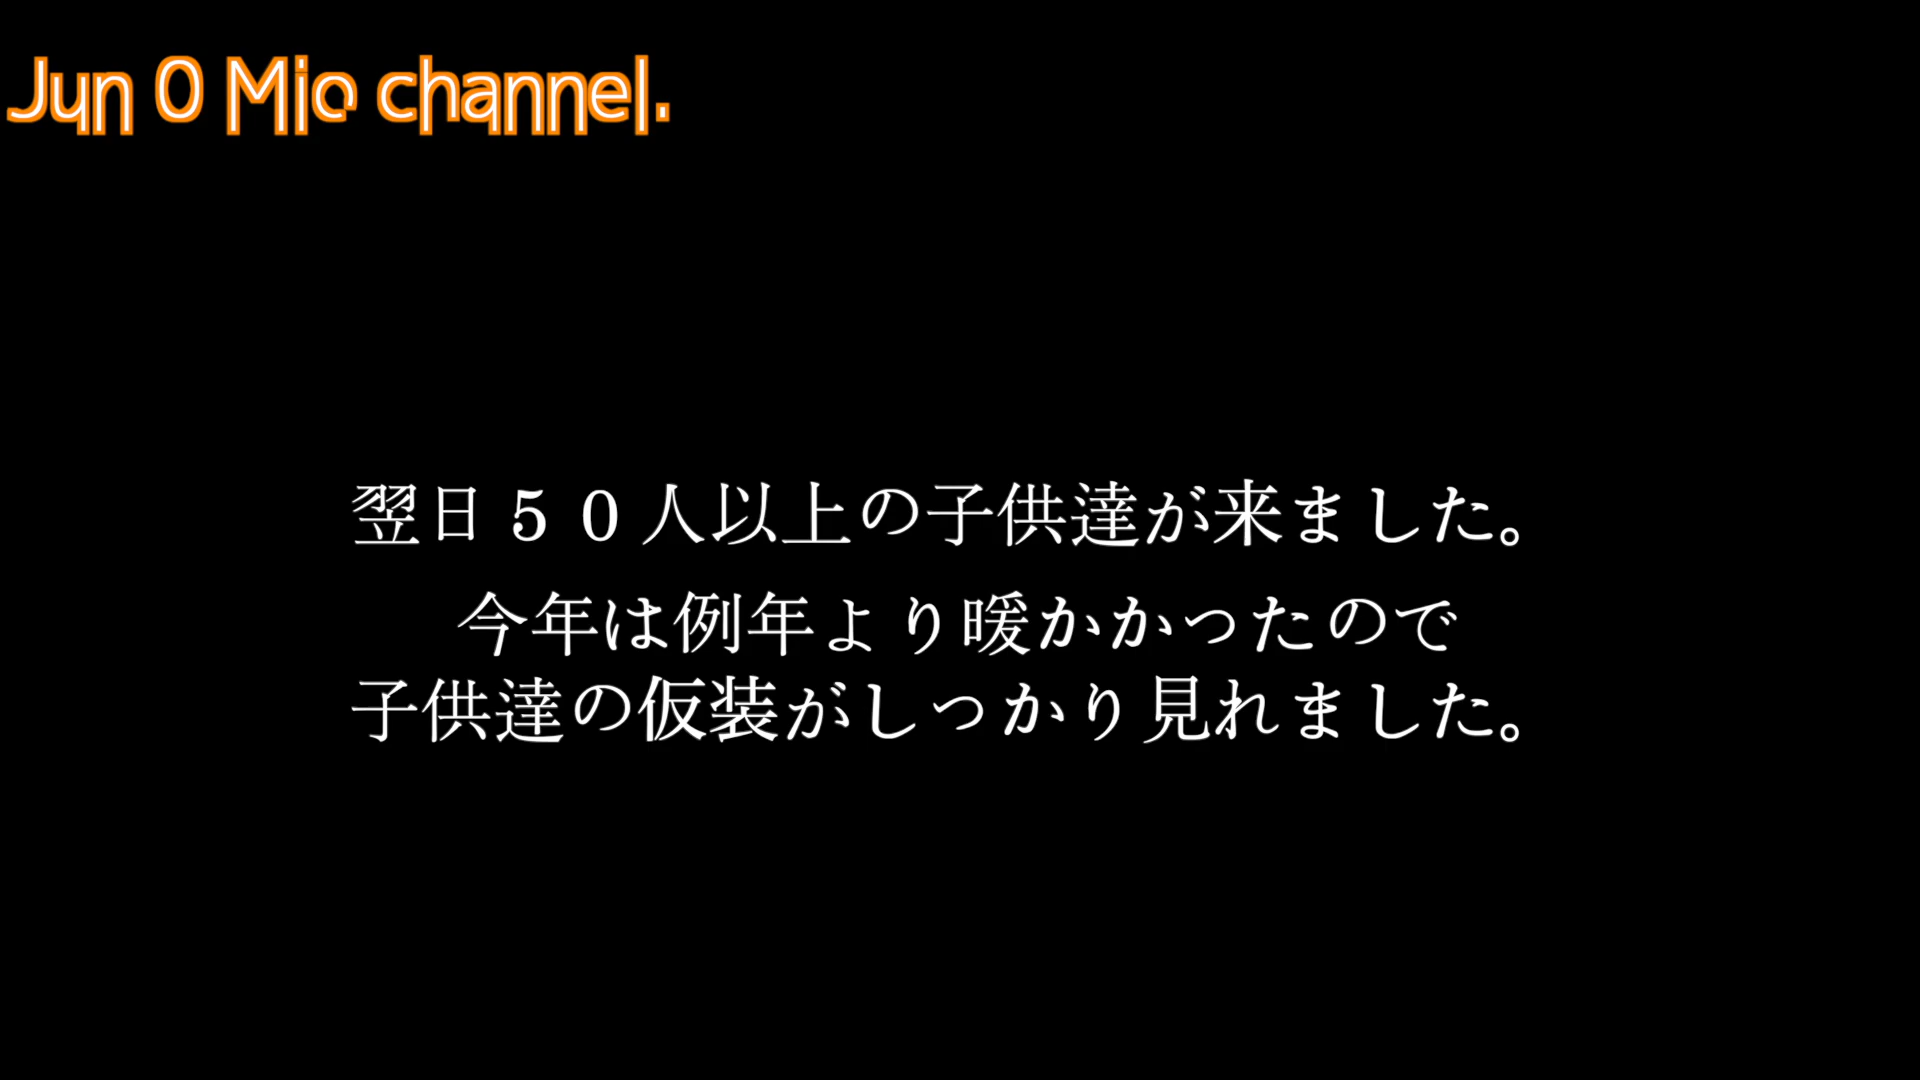 Jun O Mio channel.
翌日５０人以上の子供達が来ました。
今年は例年より暖かかったので
子供達の仮装がしっかり見れました。